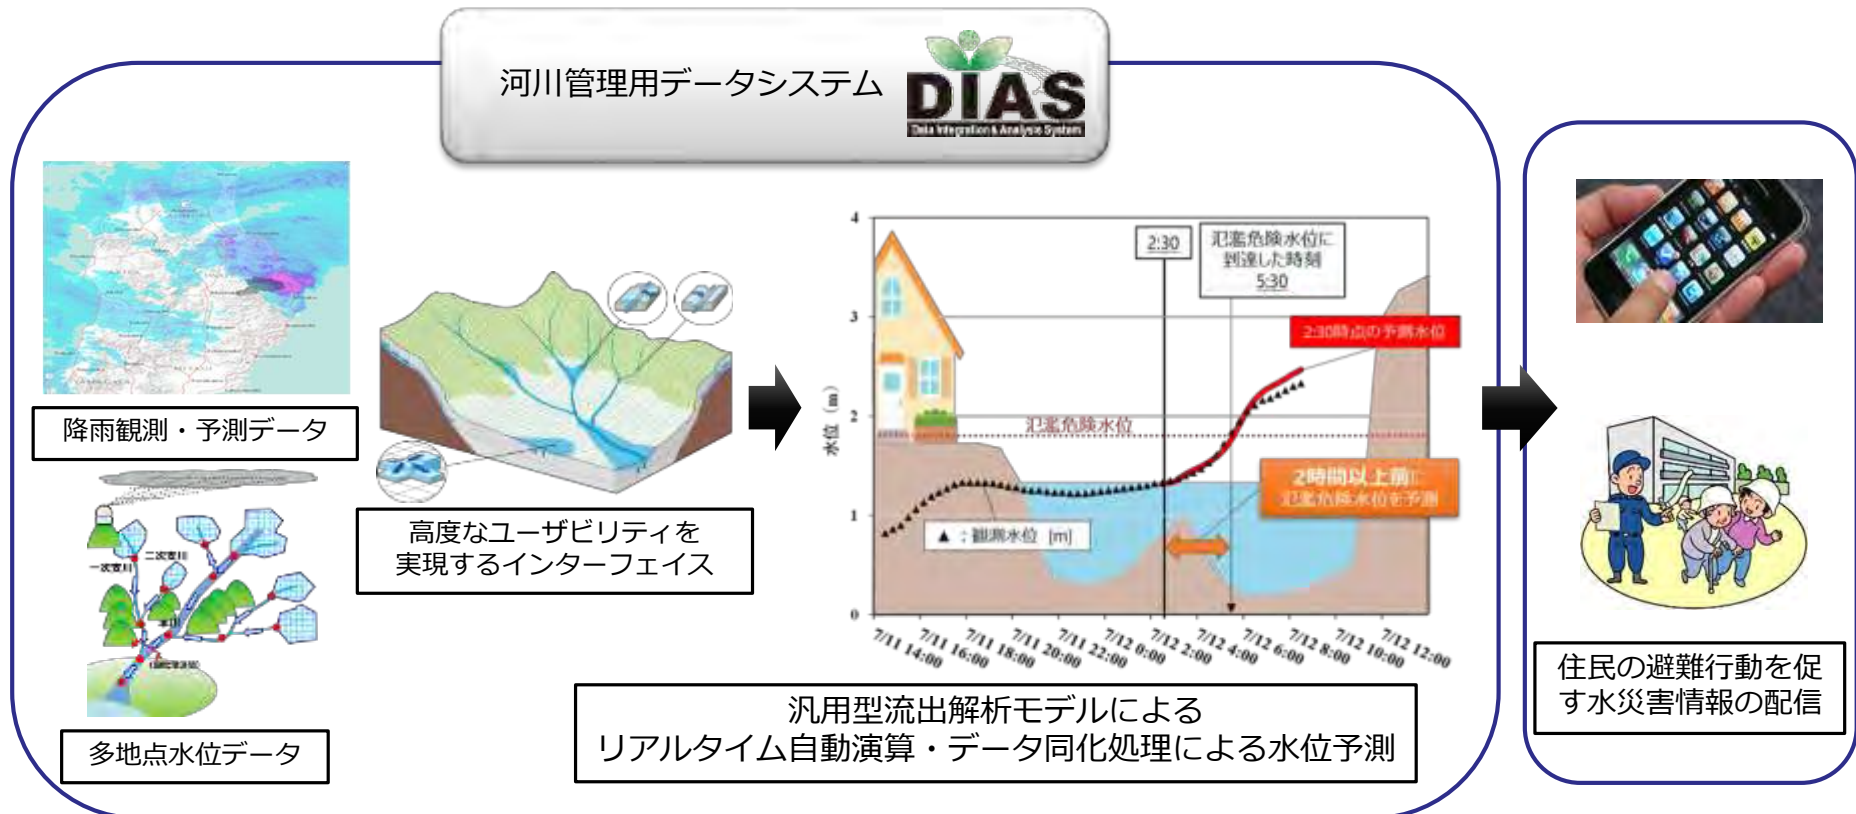 河川管理用データシステム
DIAS
Data Integration & Analysis System
降雨観測・予測データ
二次支川
一次支川
本川
多地点水位データ
高度なユーザビリティを
実現するインターフェイス
水位（m）
4
3
2
1
0
2:30
氾濫危険水位に
到達した時刻
5:30
2:30時点の予測水位
氾濫危険水位
2時間以上前に
氾濫危険水位を予測
▲：観測水位 [m]
7/11 14:00
7/11 16:00
7/11 18:00
7/11 20:00
7/11 22:00
7/12 0:00
7/12 2:00
7/12 4:00
7/12 6:00
7/12 8:00
7/12 10:00
7/12 12:00
汎用型流出解析モデルによる
リアルタイム自動演算・データ同化処理による水位予測
住民の避難行動を促
す水災害情報の配信